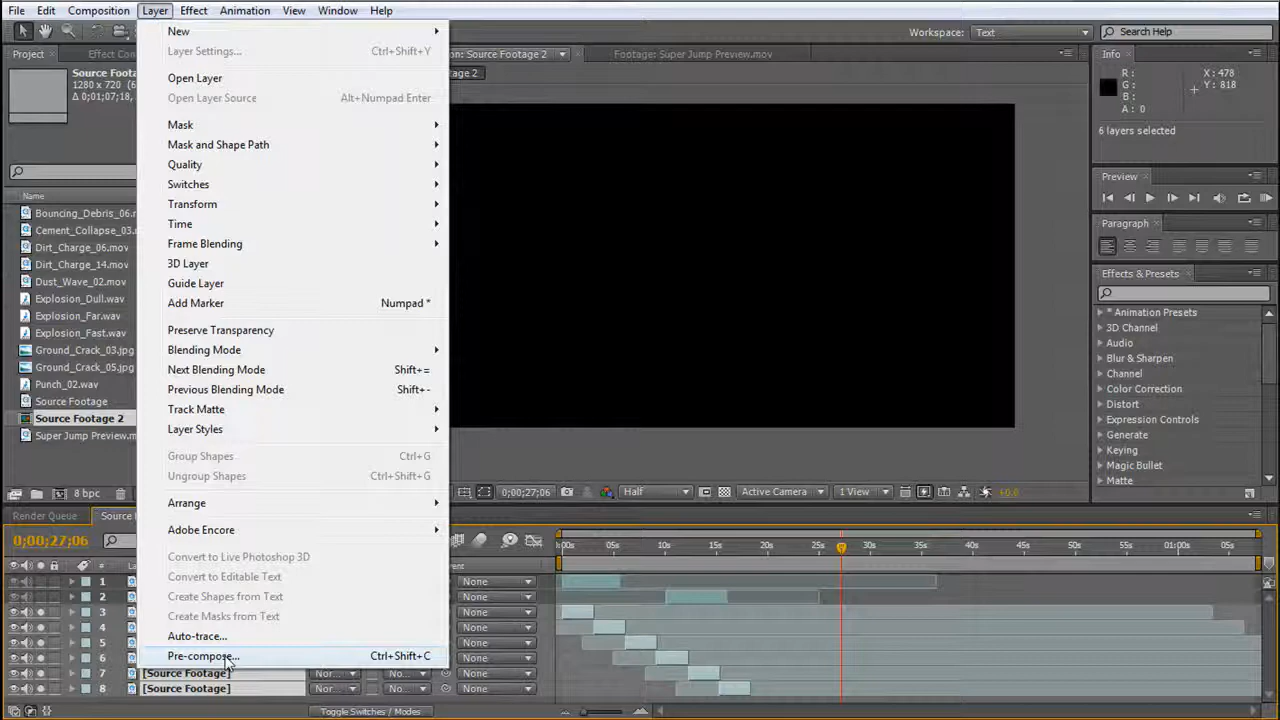 File Edit Composition Layer Effect Animation View Window Help
Workspace: Text Search Help
Project Effect Con
Source Foota
1280 x 720 (
Δ 0;01;07;18,
Name
Bouncing_Debris_06.
Cement_Collapse_03.
Dirt_Charge_06.mov
Dirt_Charge_14.mov
Dust_Wave_02.mov
Explosion_Dull.wav
Explosion_Far.wav
Explosion_Fast.wav
Ground_Crack_03.jpg
Ground_Crack_05.jpg
Punch_02.wav
Source Footage
Source Footage 2
Super Jump Preview.m
8 bpc
New
Layer Settings... Ctrl+Shift+Y
Open Layer
Open Layer Source Alt+Numpad Enter
Mask
Mask and Shape Path
Quality
Switches
Transform
Time
Frame Blending
3D Layer
Guide Layer
Add Marker Numpad *
Preserve Transparency
Blending Mode
Next Blending Mode Shift+=
Previous Blending Mode Shift+-
Track Matte
Layer Styles
Group Shapes Ctrl+G
Ungroup Shapes Ctrl+Shift+G
Arrange
Adobe Encore
Convert to Live Photoshop 3D
Convert to Editable Text
Create Shapes from Text
Create Masks from Text
Auto-trace...
Pre-compose... Ctrl+Shift+C
on: Source Footage 2 Footage: Super Jump Preview.mov
tage 2
0;00;27;06 Half Active Camera 1 View +0.0
Info
R:
G:
B:
A: 0
X: 478
Y: 818
6 layers selected
Preview
Paragraph
Effects & Presets
* Animation Presets
3D Channel
Audio
Blur & Sharpen
Channel
Color Correction
Distort
Expression Controls
Generate
Keying
Magic Bullet
Matte
Render Queue Source
0;00;27;06
:00s 05s 10s 15s 20s 25s 30s 35s 40s 45s 50s 55s 01:00s 05s
ent
1 None
2 None
3 None
4 None
5 None
6 None
7 [Source Footage] Nor... No... None
8 [Source Footage] Nor... No... None
Toggle Switches / Modes